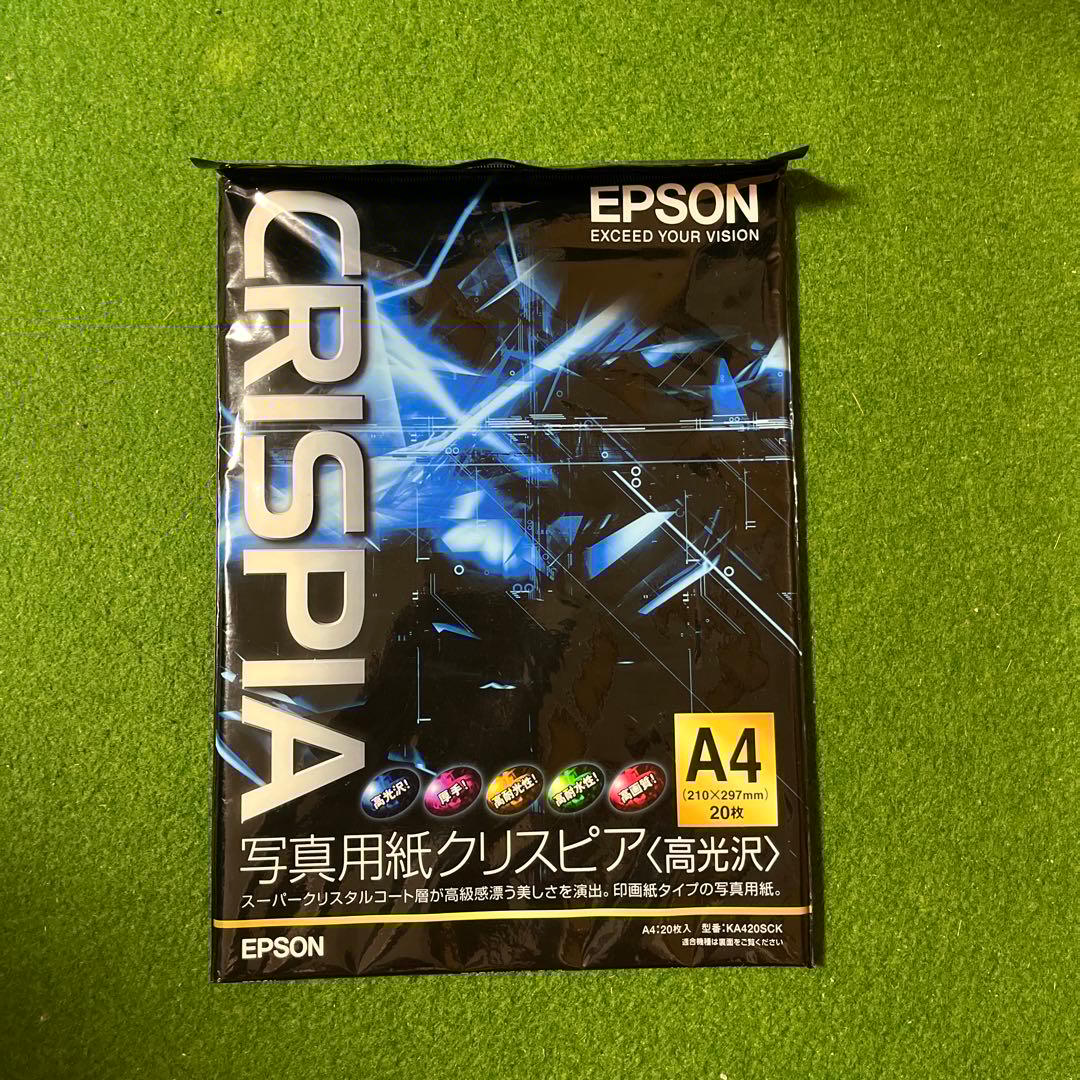 EPSON
EXCEED YOUR VISION
CRISPIA
A4
(210×297mm)
20枚
高光沢!
厚手!
高耐光性!
高耐水性!
高画質!
写真用紙クリスピア〈高光沢〉
スーパークリスタルコート層が高級感漂う美しさを演出。印画紙タイプの写真用紙。
A4:20枚入 型番:KA420SCK
適合機種は裏面をご覧ください
EPSON